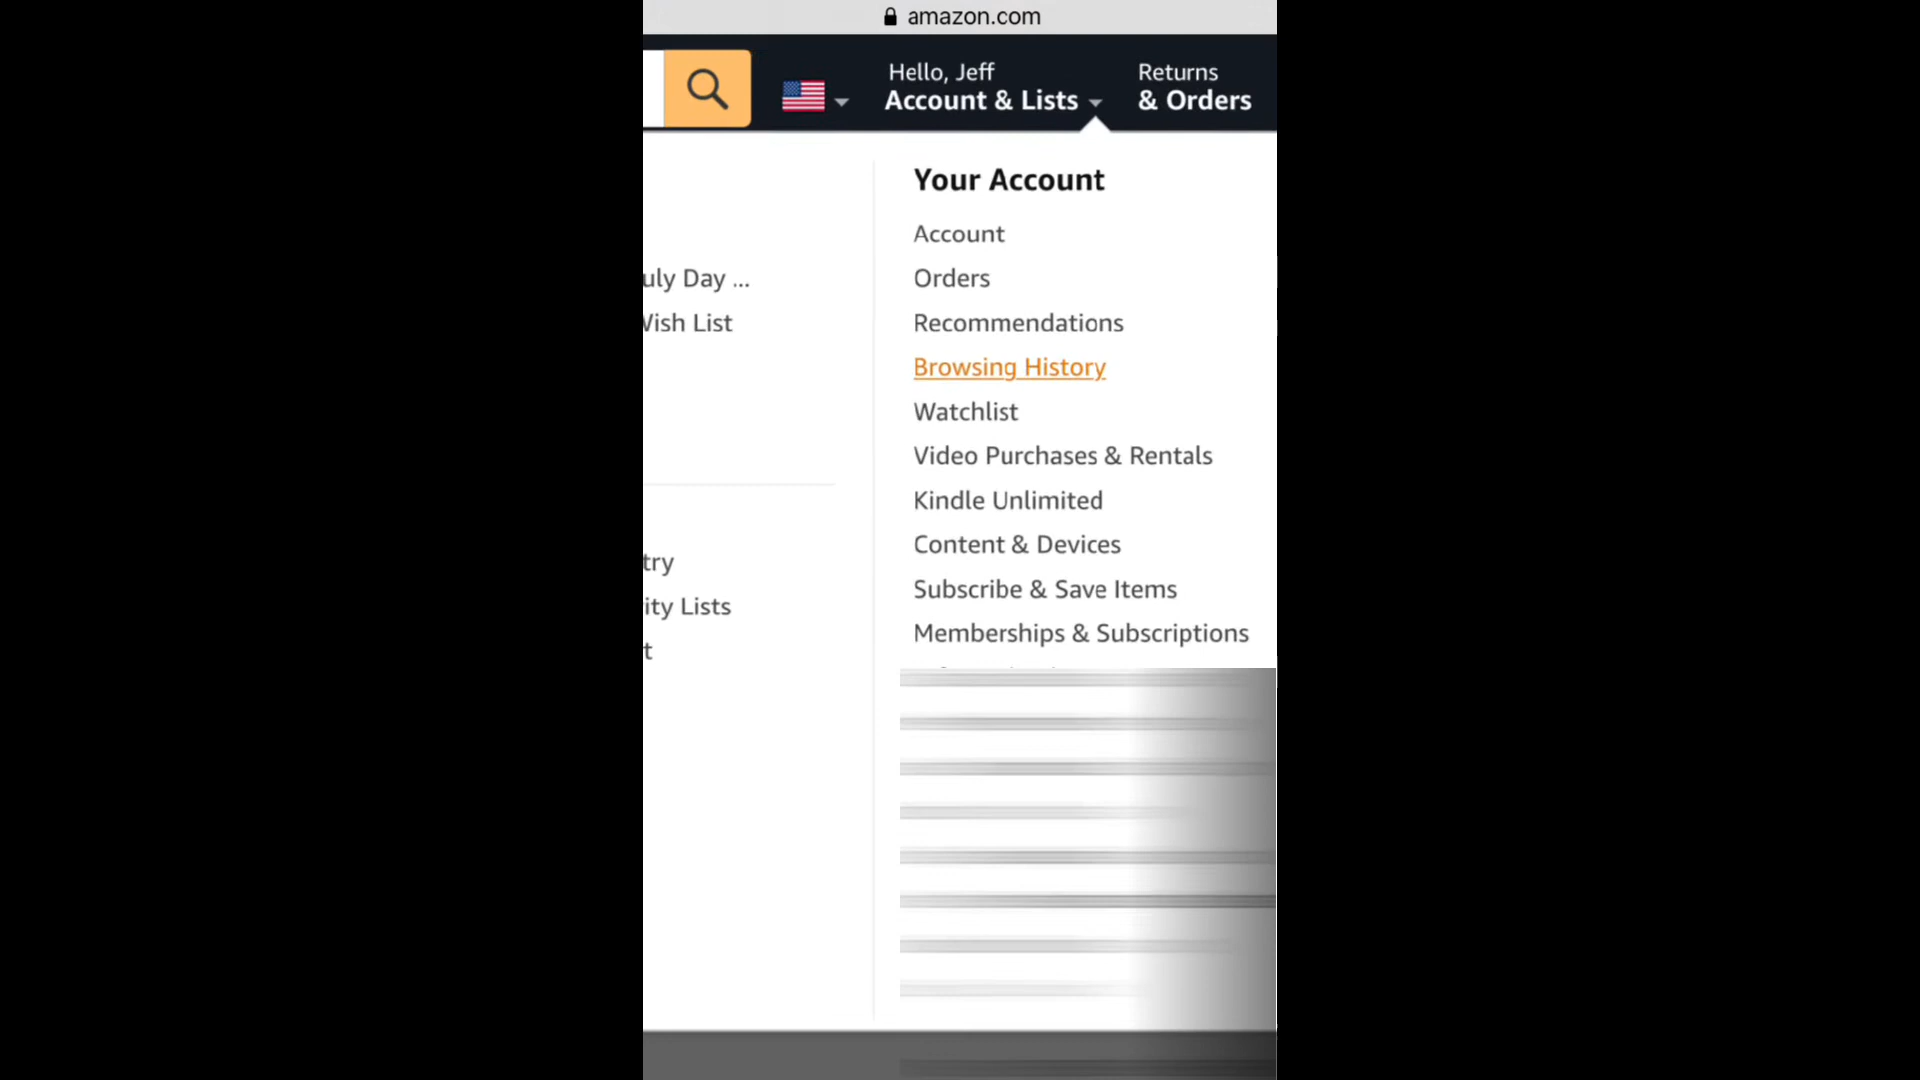 amazon.com
Hello, Jeff
Account & Lists
Returns
& Orders
uly Day ...
Wish List
try
ity Lists
t
Your Account
Account
Orders
Recommendations
Browsing History
Watchlist
Video Purchases & Rentals
Kindle Unlimited
Content & Devices
Subscribe & Save Items
Memberships & Subscriptions